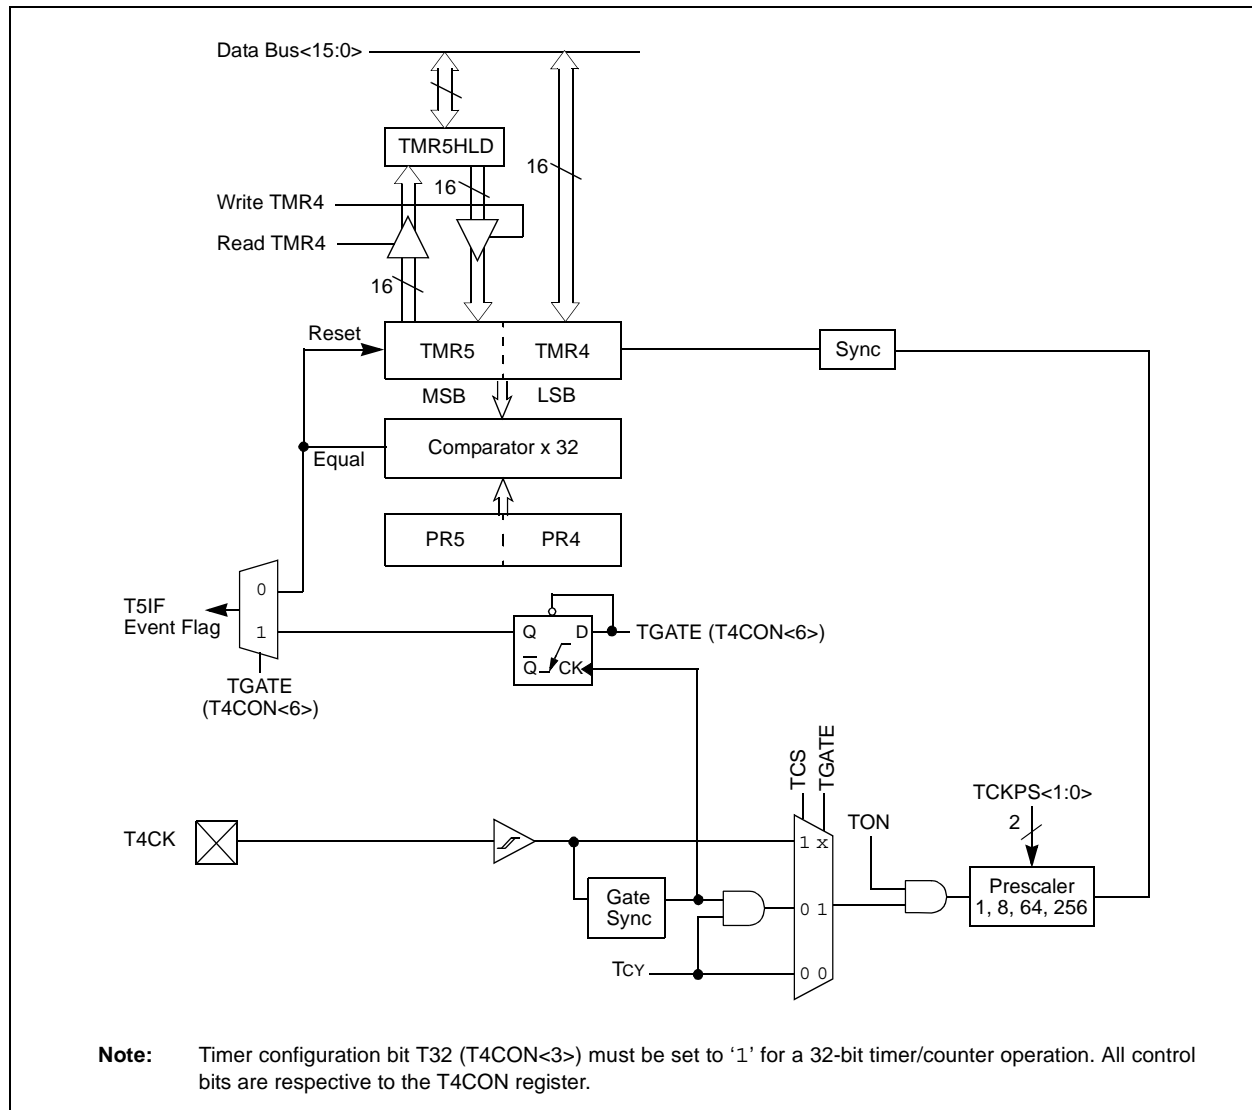 Data Bus<15:0>
TMR5HLD
16
16
Write TMR4
Read TMR4
16
Reset
TMR5 TMR4
Sync
MSB LSB
Equal
Comparator x 32
PR5 PR4
0
T5IF
Event Flag
1
Q D
TGATE (T4CON<6>)
Q CK
TGATE
(T4CON<6>)
TCS
TGATE
TCKPS<1:0>
2
TON
T4CK
1 x
Gate
Sync
0 1
Prescaler
1, 8, 64, 256
TCY
0 0
Note: Timer configuration bit T32 (T4CON<3>) must be set to ‘1’ for a 32-bit timer/counter operation. All control
bits are respective to the T4CON register.